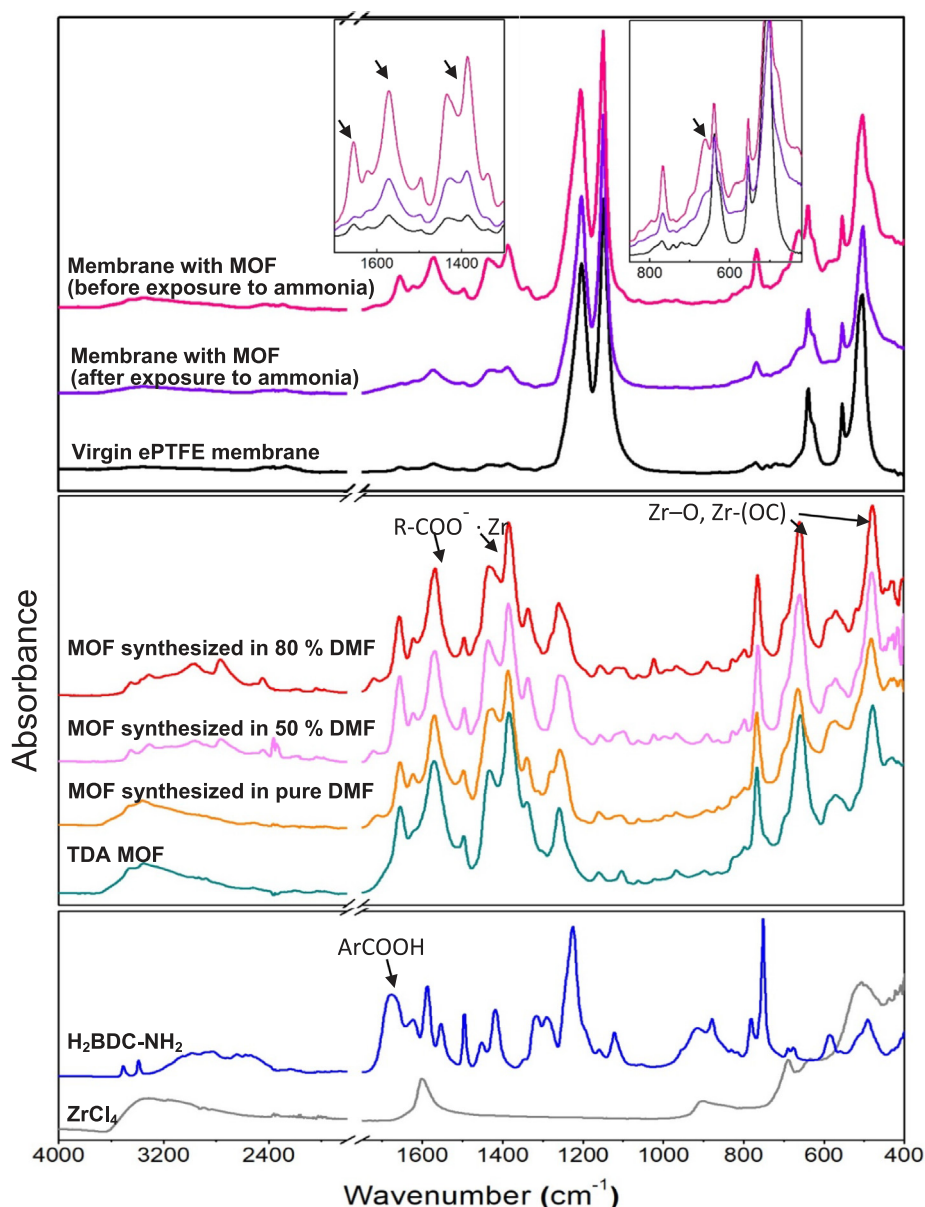 1600
1400
800
600
Membrane with MOF
(before exposure to ammonia)
Membrane with MOF
(after exposure to ammonia)
Virgin ePTFE membrane
R-COO⁻ · Zr
Zr–O, Zr-(OC)
MOF synthesized in 80 % DMF
MOF synthesized in 50 % DMF
MOF synthesized in pure DMF
TDA MOF
Absorbance
ArCOOH
H₂BDC-NH₂
ZrCl₄
4000
3200
2400
1600
1400
1200
1000
800
600
400
Wavenumber (cm⁻¹)